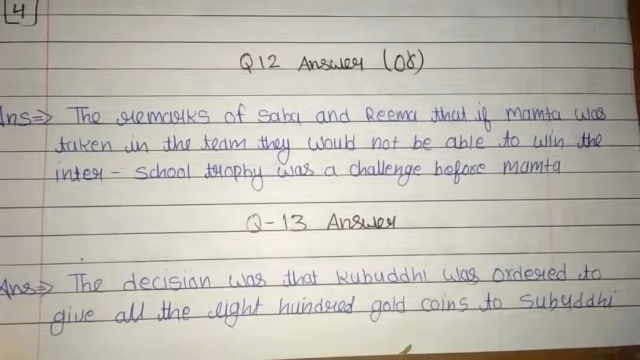 4
Q12 Answer (OR)
Ans⇒ The remarks of Saba and Reema that if Mamta was
taken in the team they would not be able to win the
inter - School trophy was a challenge before Mamta
Q-13 Answer
Ans⇒ The decision was that Kubuddhi was ordered to
give all the eight hundred gold coins to Subuddhi